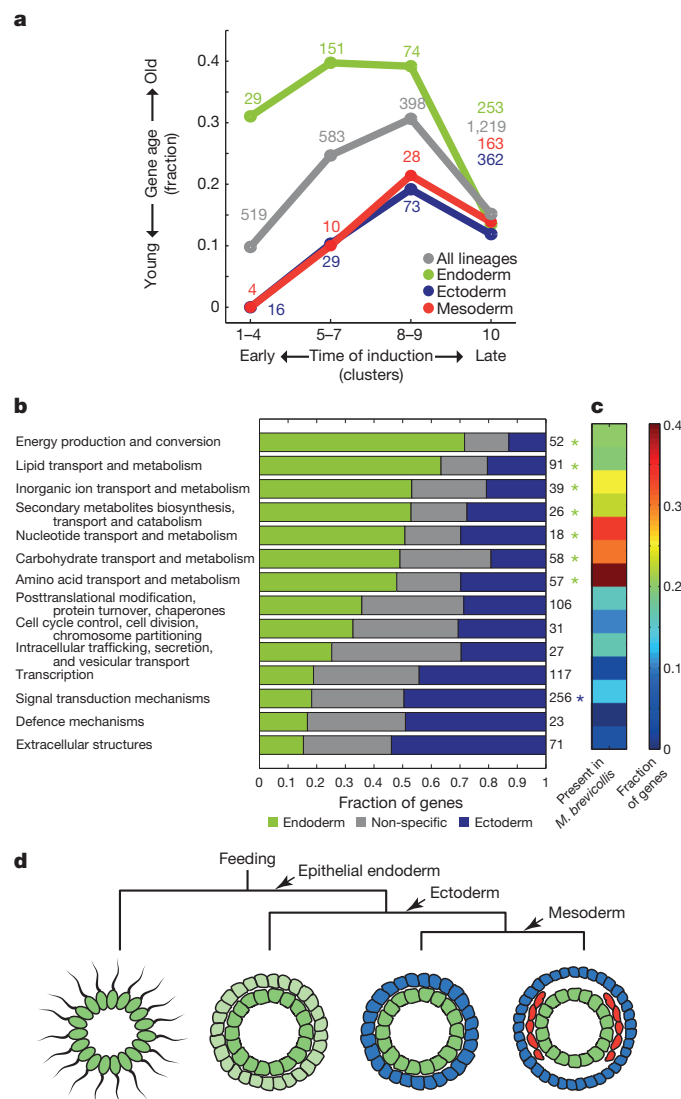 a
Young ⟵ Gene age ⟶ Old
(fraction)
0.4
0.3
0.2
0.1
0
29
151
74
519
583
398
4
10
28
16
29
73
253
1,219
163
362
All lineages
Endoderm
Ectoderm
Mesoderm
1–4
5–7
8–9
10
Early ⟵ Time of induction ⟶ Late
(clusters)
b
c
Energy production and conversion 52 *
Lipid transport and metabolism 91 *
Inorganic ion transport and metabolism 39 *
Secondary metabolites biosynthesis,
transport and catabolism 26 *
Nucleotide transport and metabolism 18 *
Carbohydrate transport and metabolism 58 *
Amino acid transport and metabolism 57 *
Posttranslational modification,
protein turnover, chaperones 106
Cell cycle control, cell division,
chromosome partitioning 31
Intracellular trafficking, secretion,
and vesicular transport 27
Transcription 117
Signal transduction mechanisms 256 *
Defence mechanisms 23
Extracellular structures 71
0 0.1 0.2 0.3 0.4 0.5 0.6 0.7 0.8 0.9 1
Fraction of genes
Endoderm Non-specific Ectoderm
0.4
0.3
0.2
0.1
0
Present in
M. brevicollis
Fraction
of genes
d
Feeding
Epithelial endoderm
Ectoderm
Mesoderm